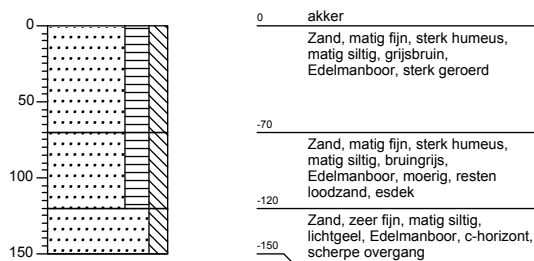 0
50
100
150
0 akker
Zand, matig fijn, sterk humeus,
matig siltig, grijsbruin,
Edelmanboor, sterk geroerd
-70
Zand, matig fijn, sterk humeus,
matig siltig, bruingrijs,
Edelmanboor, moerig, resten
loodzand, esdek
-120
Zand, zeer fijn, matig siltig,
lichtgeel, Edelmanboor, c-horizont,
scherpe overgang
-150